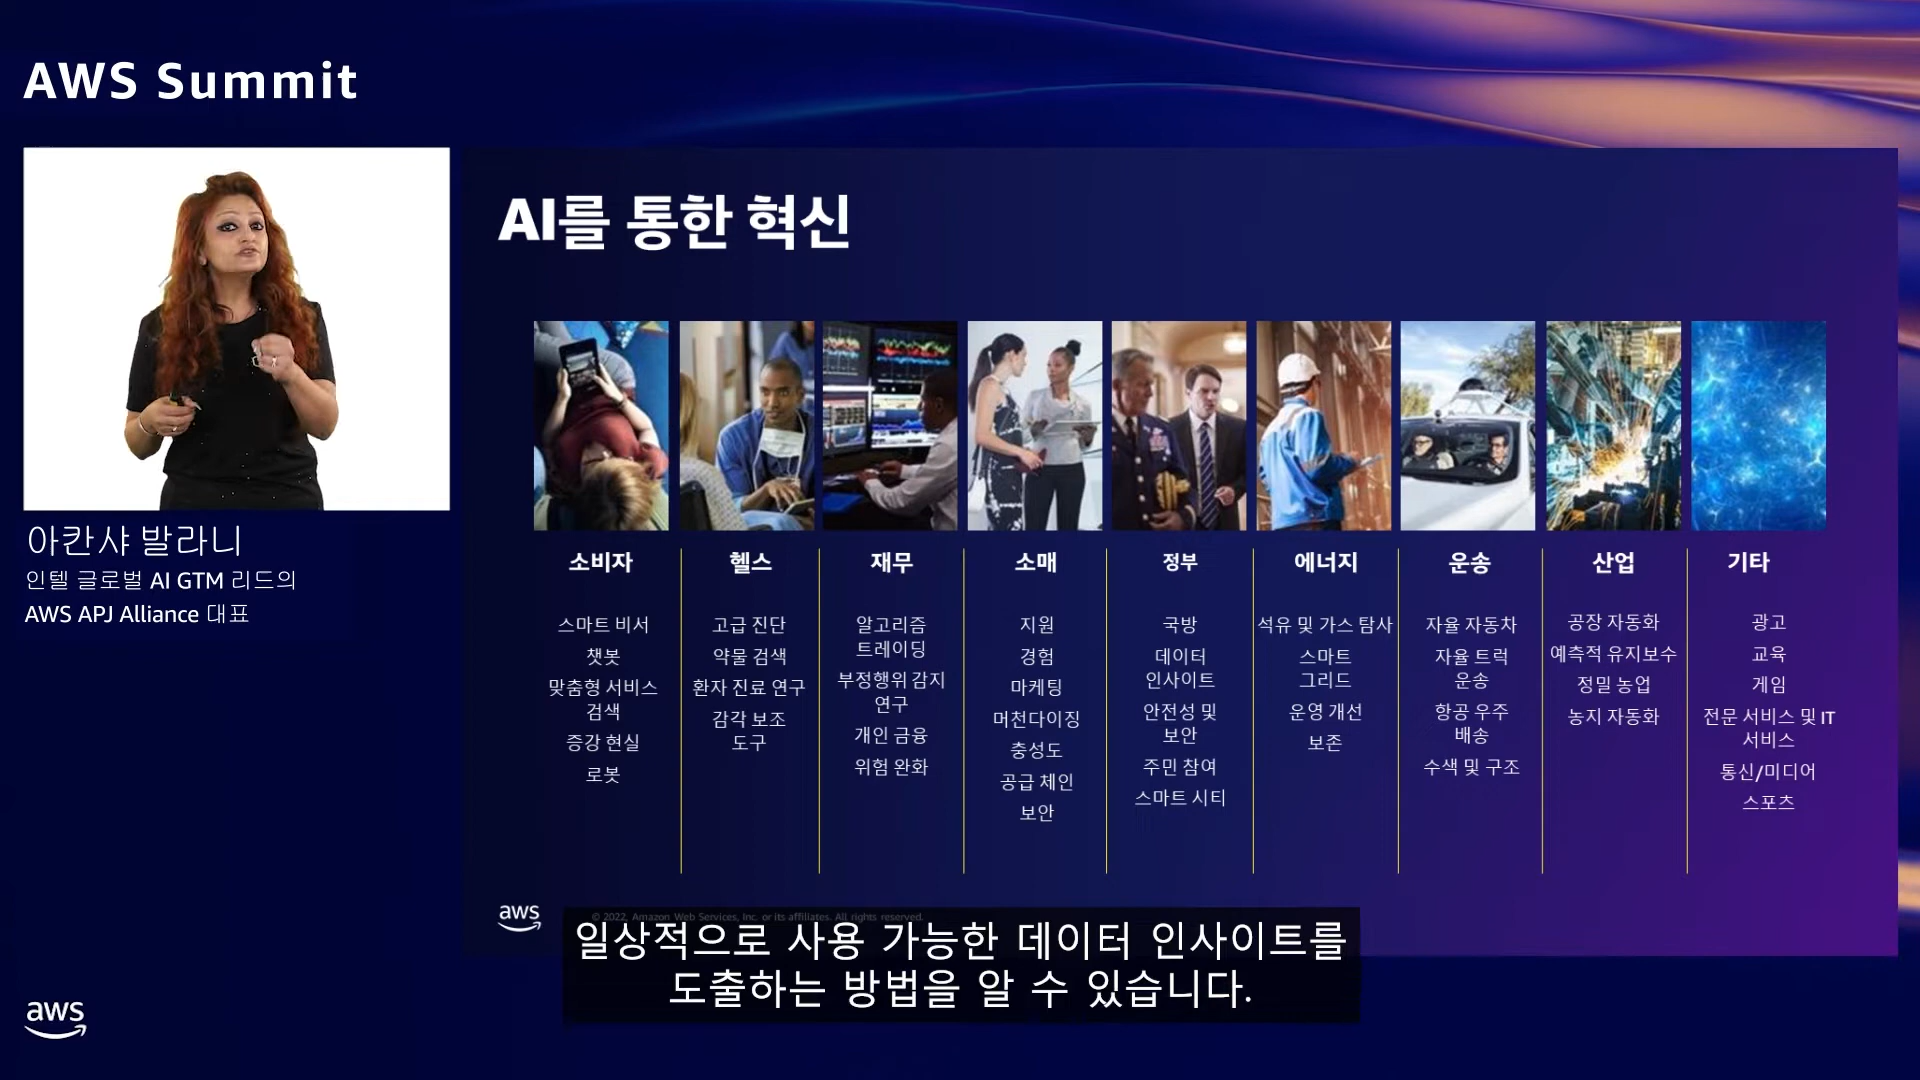 AWS Summit
아칸샤 발라니
인텔 글로벌 AI GTM 리드의
AWS APJ Alliance 대표
AI를 통한 혁신
소비자
스마트 비서
챗봇
맞춤형 서비스
검색
증강 현실
로봇
헬스
고급 진단
약물 검색
환자 진료 연구
감각 보조
도구
재무
알고리즘
트레이딩
부정행위 감지
연구
개인 금융
위험 완화
소매
지원
경험
마케팅
머천다이징
충성도
공급 체인
보안
정부
국방
데이터
인사이트
안전성 및
보안
주민 참여
스마트 시티
에너지
석유 및 가스 탐사
스마트
그리드
운영 개선
보존
운송
자율 자동차
자율 트럭
운송
항공 우주
배송
수색 및 구조
산업
공장 자동화
예측적 유지보수
정밀 농업
농지 자동화
기타
광고
교육
게임
전문 서비스 및 IT
서비스
통신/미디어
스포츠
aws
© 2022, Amazon Web Services, Inc. or its affiliates. All rights reserved.
일상적으로 사용 가능한 데이터 인사이트를
도출하는 방법을 알 수 있습니다.
aws